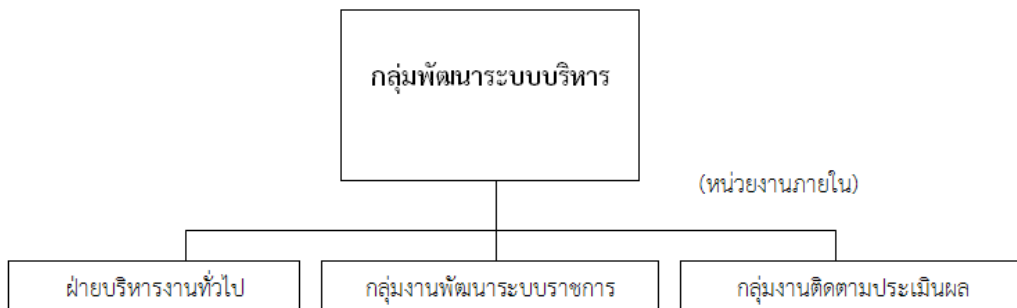 กลุ่มพัฒนาระบบบริหาร
(หน่วยงานภายใน)
ฝ่ายบริหารงานทั่วไป
กลุ่มงานพัฒนาระบบราชการ
กลุ่มงานติดตามประเมินผล